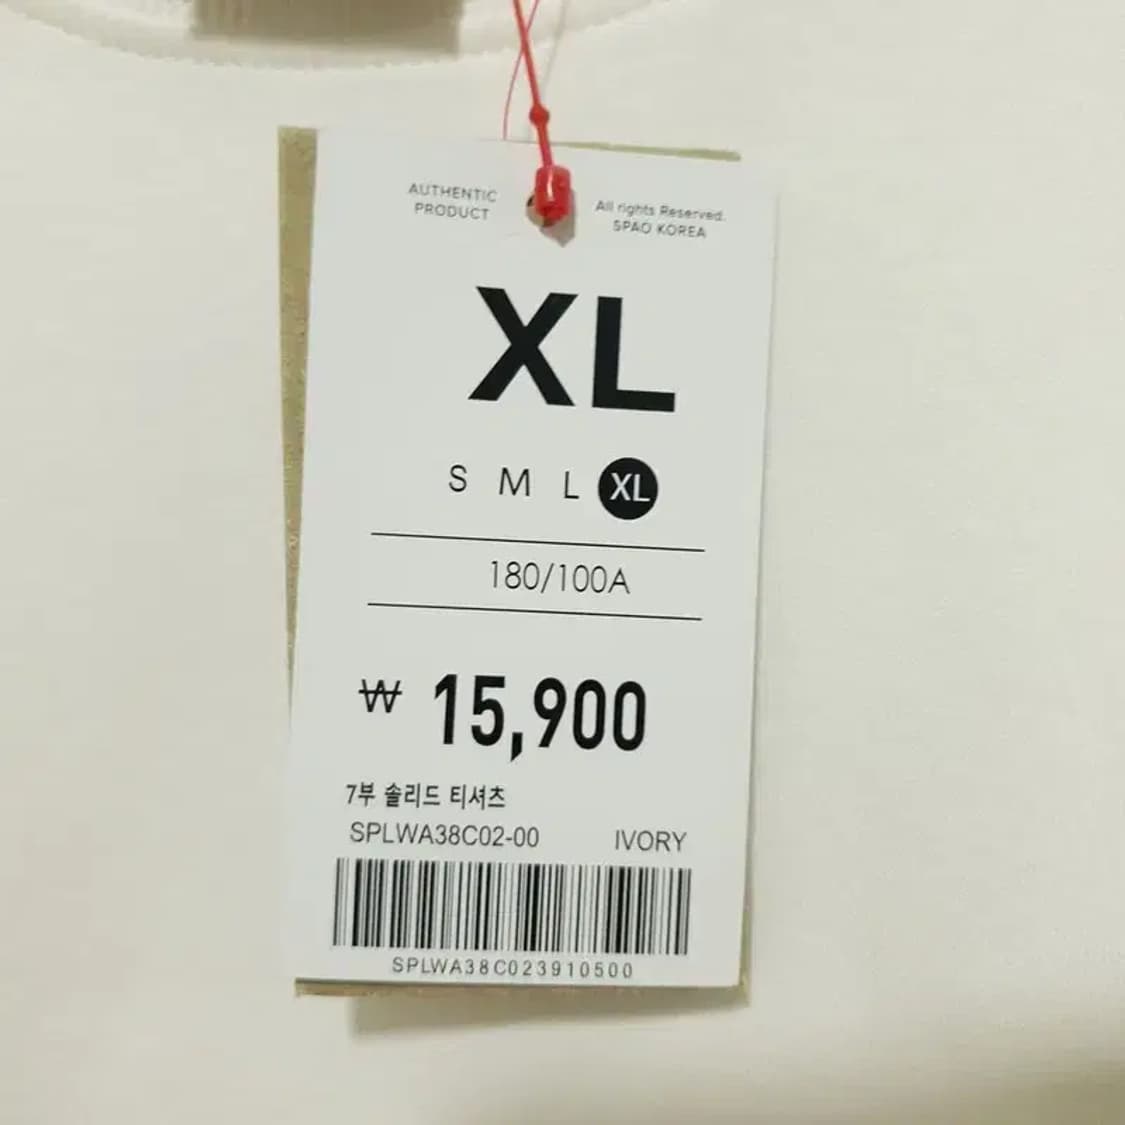 AUTHENTIC
PRODUCT
All rights Reserved.
SPAO KOREA
XL
S M L XL
180/100A
₩ 15,900
7부 솔리드 티셔츠
SPLWA38C02-00 IVORY
SPLWA38C023910500